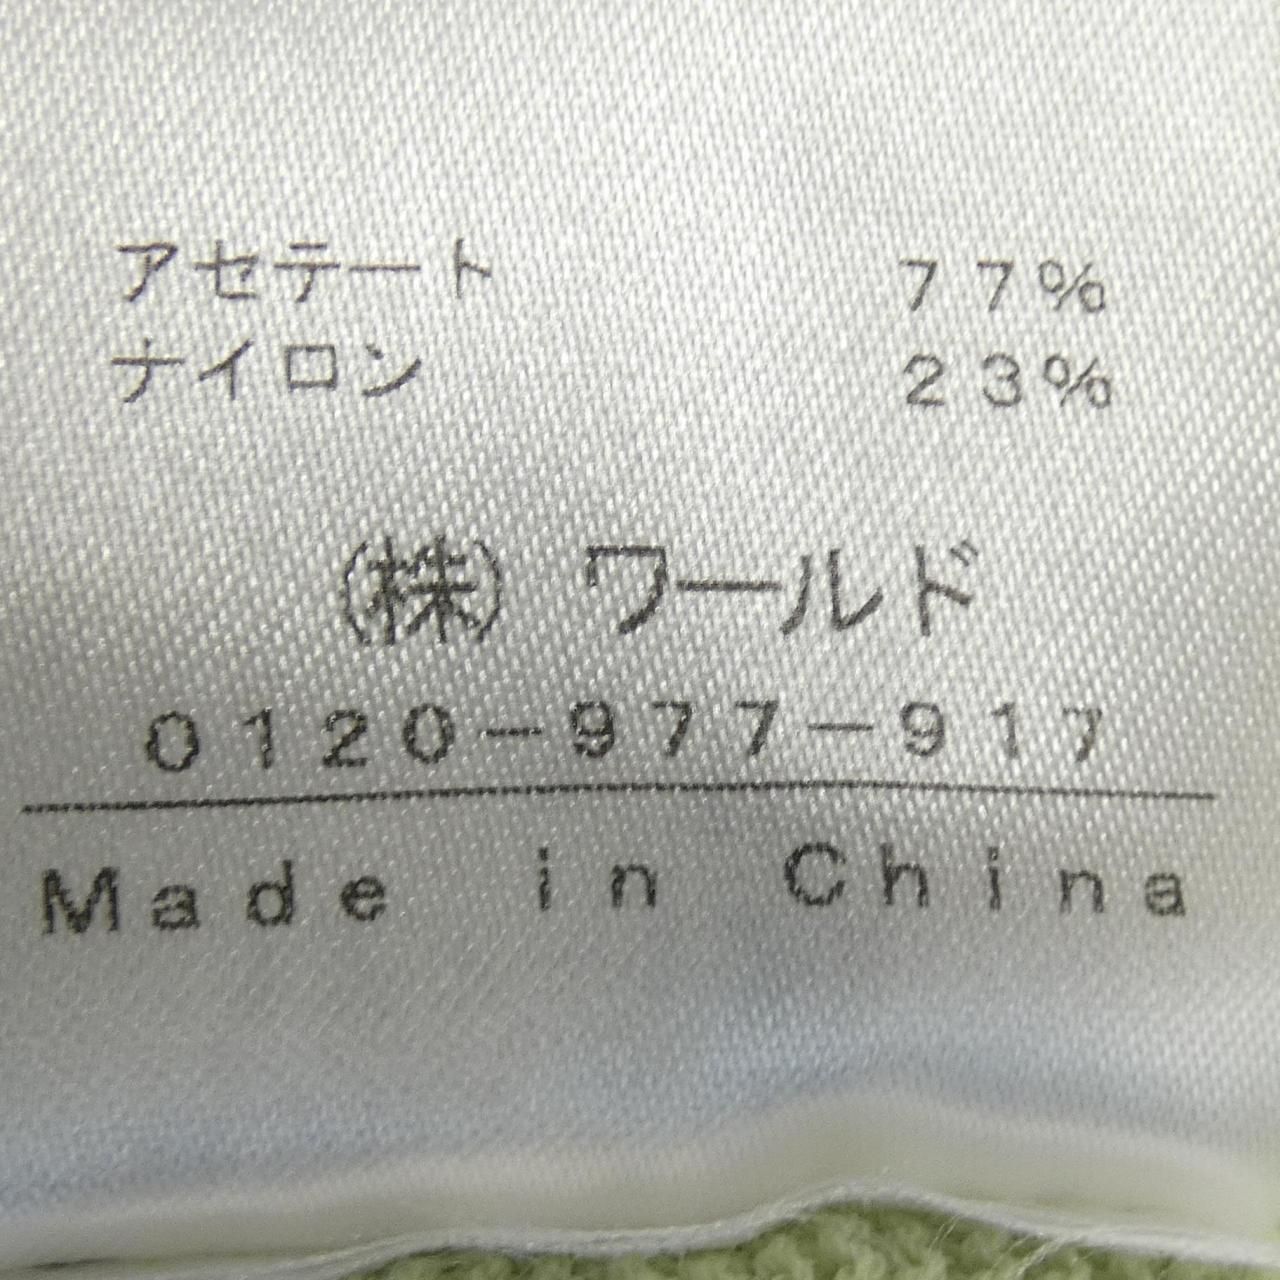 アセテート 77%
ナイロン 23%
(株) ワールド
0120-977-917
Made in China